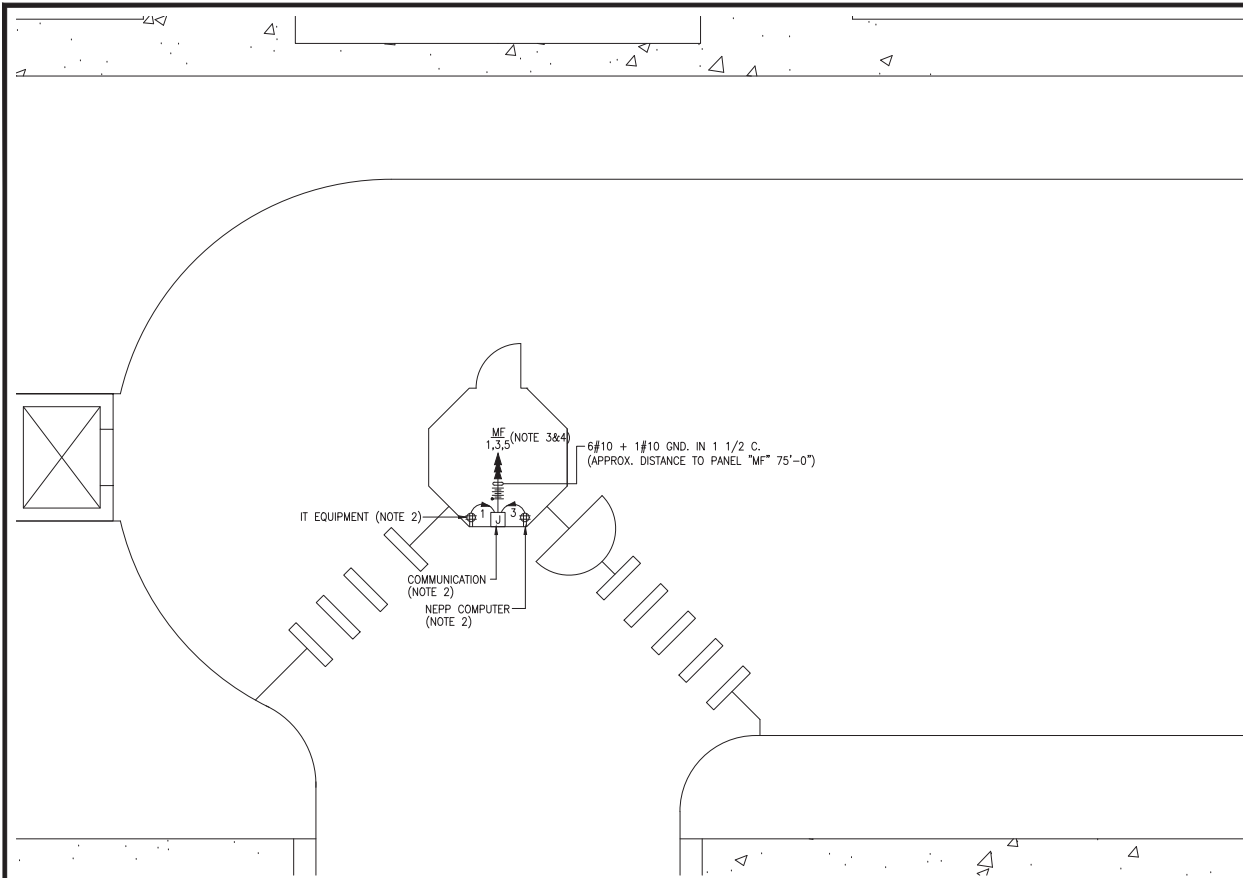 MF
1,3,5 (NOTE 3&4)
6#10 + 1#10 GND. IN 1 1/2 C.
(APPROX. DISTANCE TO PANEL "MF" 75'-0")
IT EQUIPMENT (NOTE 2)
1
J
3
COMMUNICATION
(NOTE 2)
NEPP COMPUTER
(NOTE 2)